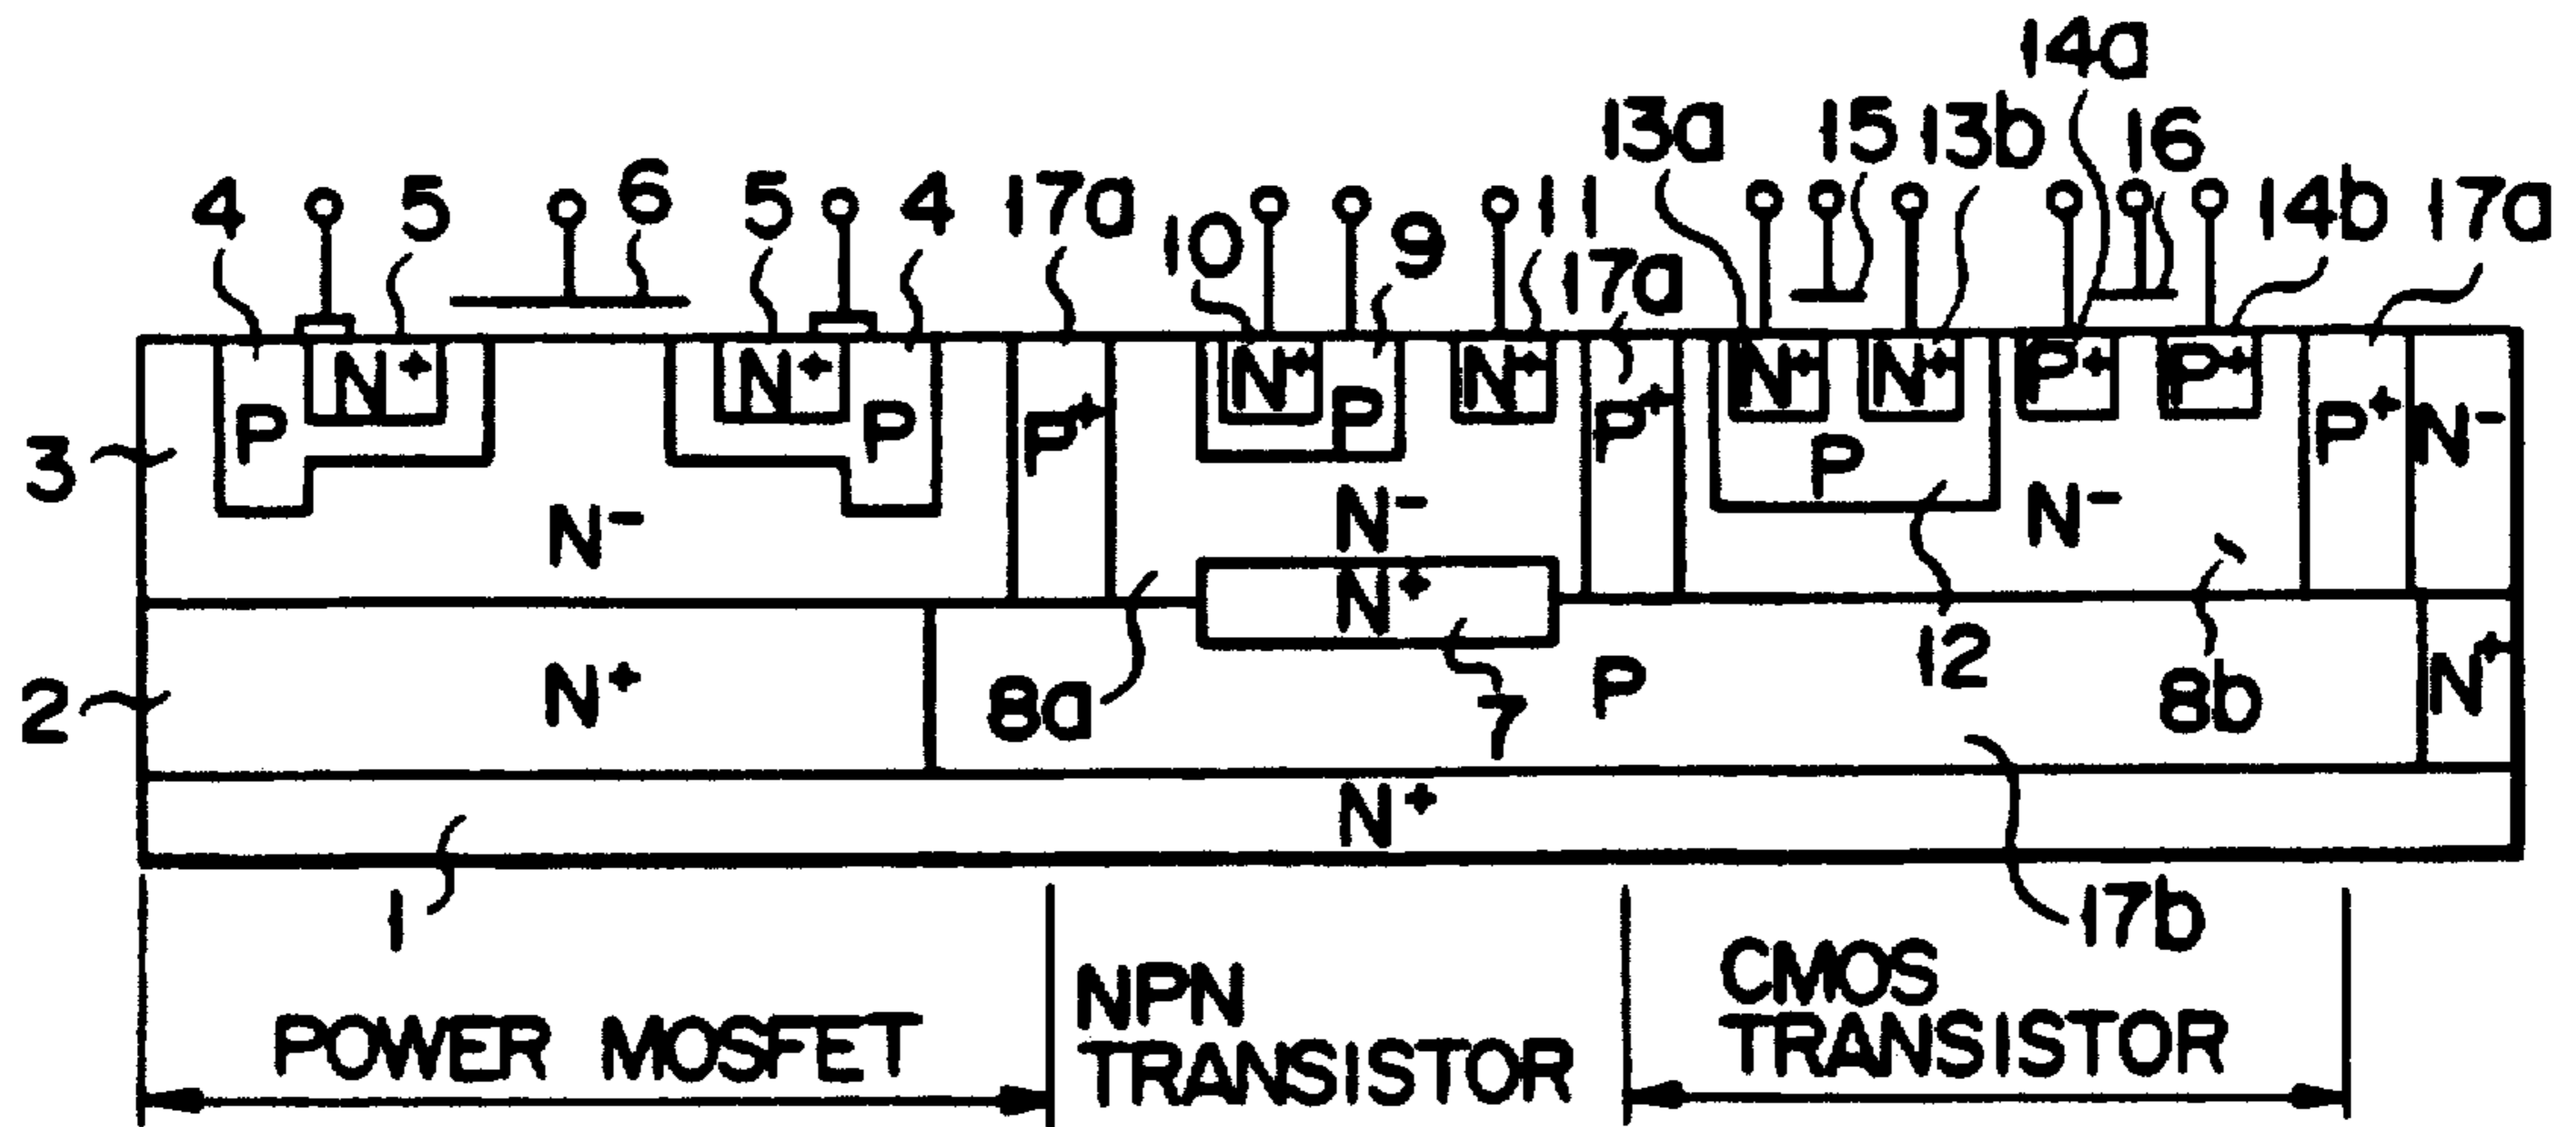 14a
13a 15 13b 16
4 5 6 5 4 17a 10 9 11 17a 14b 17a
N+ N+ N+ N+ N+ N+ P+ P+
P P P+ P P+ P P+ N-
3
N- N- N-
N+
2 N+ 8a 7 P 12 8b N+
N+
1 17b
POWER MOSFET
NPN
TRANSISTOR
CMOS
TRANSISTOR